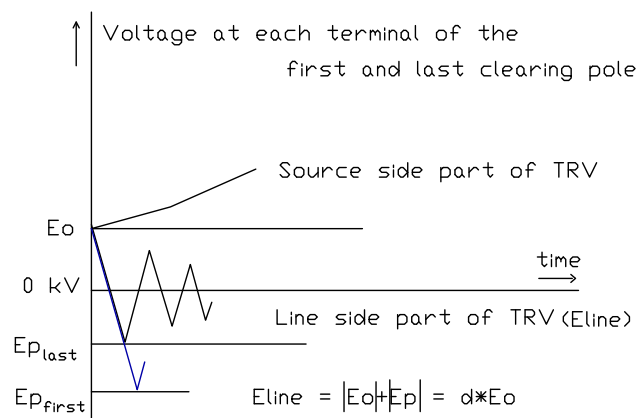 Voltage at each terminal of the
first and last clearing pole
Source side part of TRV
Eo
time
0 kV
Line side part of TRV (Eline)
Ep last
Ep first
Eline = |Eo|+|Ep| = d*Eo